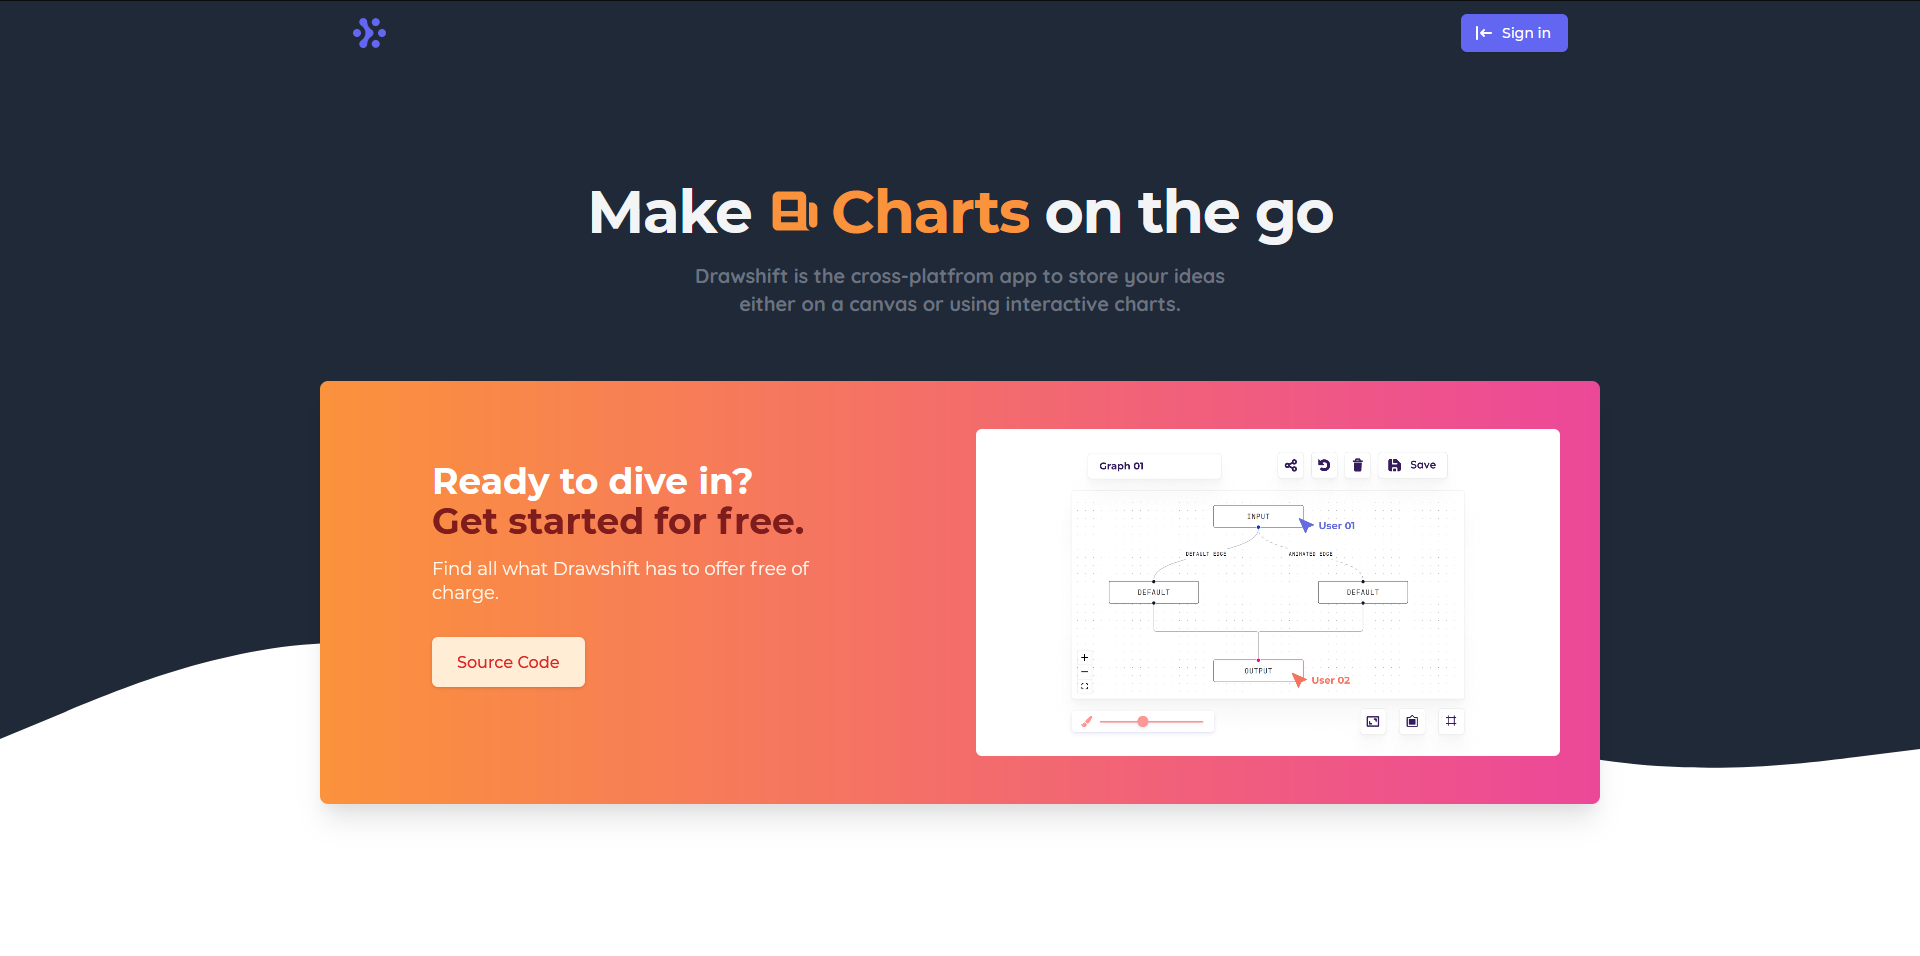 Sign in
Make Charts on the go
Drawshift is the cross-platfrom app to store your ideas
either on a canvas or using interactive charts.
Ready to dive in?
Get started for free.
Find all what Drawshift has to offer free of
charge.
Source Code
Graph 01
Save
INPUT
User 01
DEFAULT EDGE
ANIMATED EDGE
DEFAULT
DEFAULT
OUTPUT
User 02